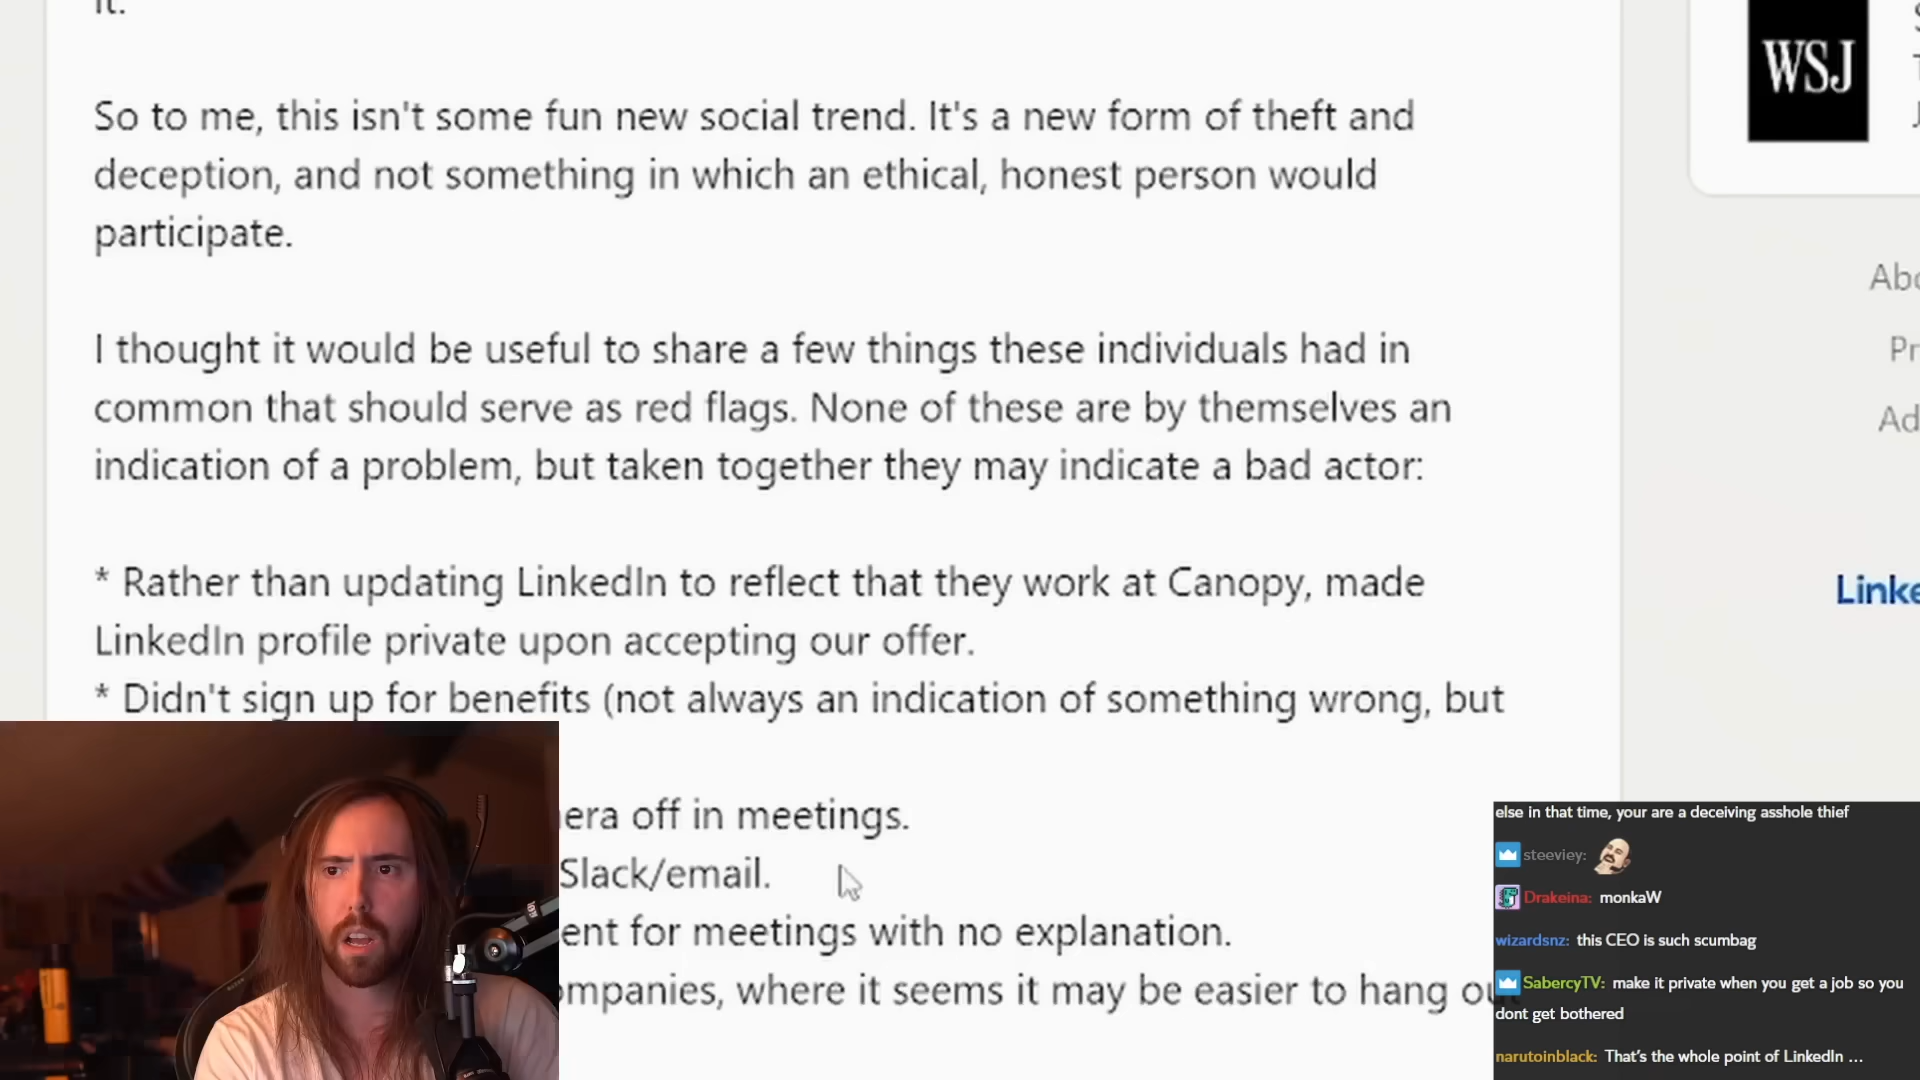 it.
So to me, this isn't some fun new social trend. It's a new form of theft and
deception, and not something in which an ethical, honest person would
participate.
I thought it would be useful to share a few things these individuals had in
common that should serve as red flags. None of these are by themselves an
indication of a problem, but taken together they may indicate a bad actor:
* Rather than updating LinkedIn to reflect that they work at Canopy, made
LinkedIn profile private upon accepting our offer.
* Didn't sign up for benefits (not always an indication of something wrong, but
era off in meetings.
Slack/email.
ent for meetings with no explanation.
ompanies, where it seems it may be easier to hang out
WSJ
Abo
Pr
Ad
Linke
else in that time, your are a deceiving asshole thief
steeviey:
Drakeina: monkaW
wizardsnz: this CEO is such scumbag
SabercyTV: make it private when you get a job so you
dont get bothered
narutoinblack: That's the whole point of LinkedIn ...